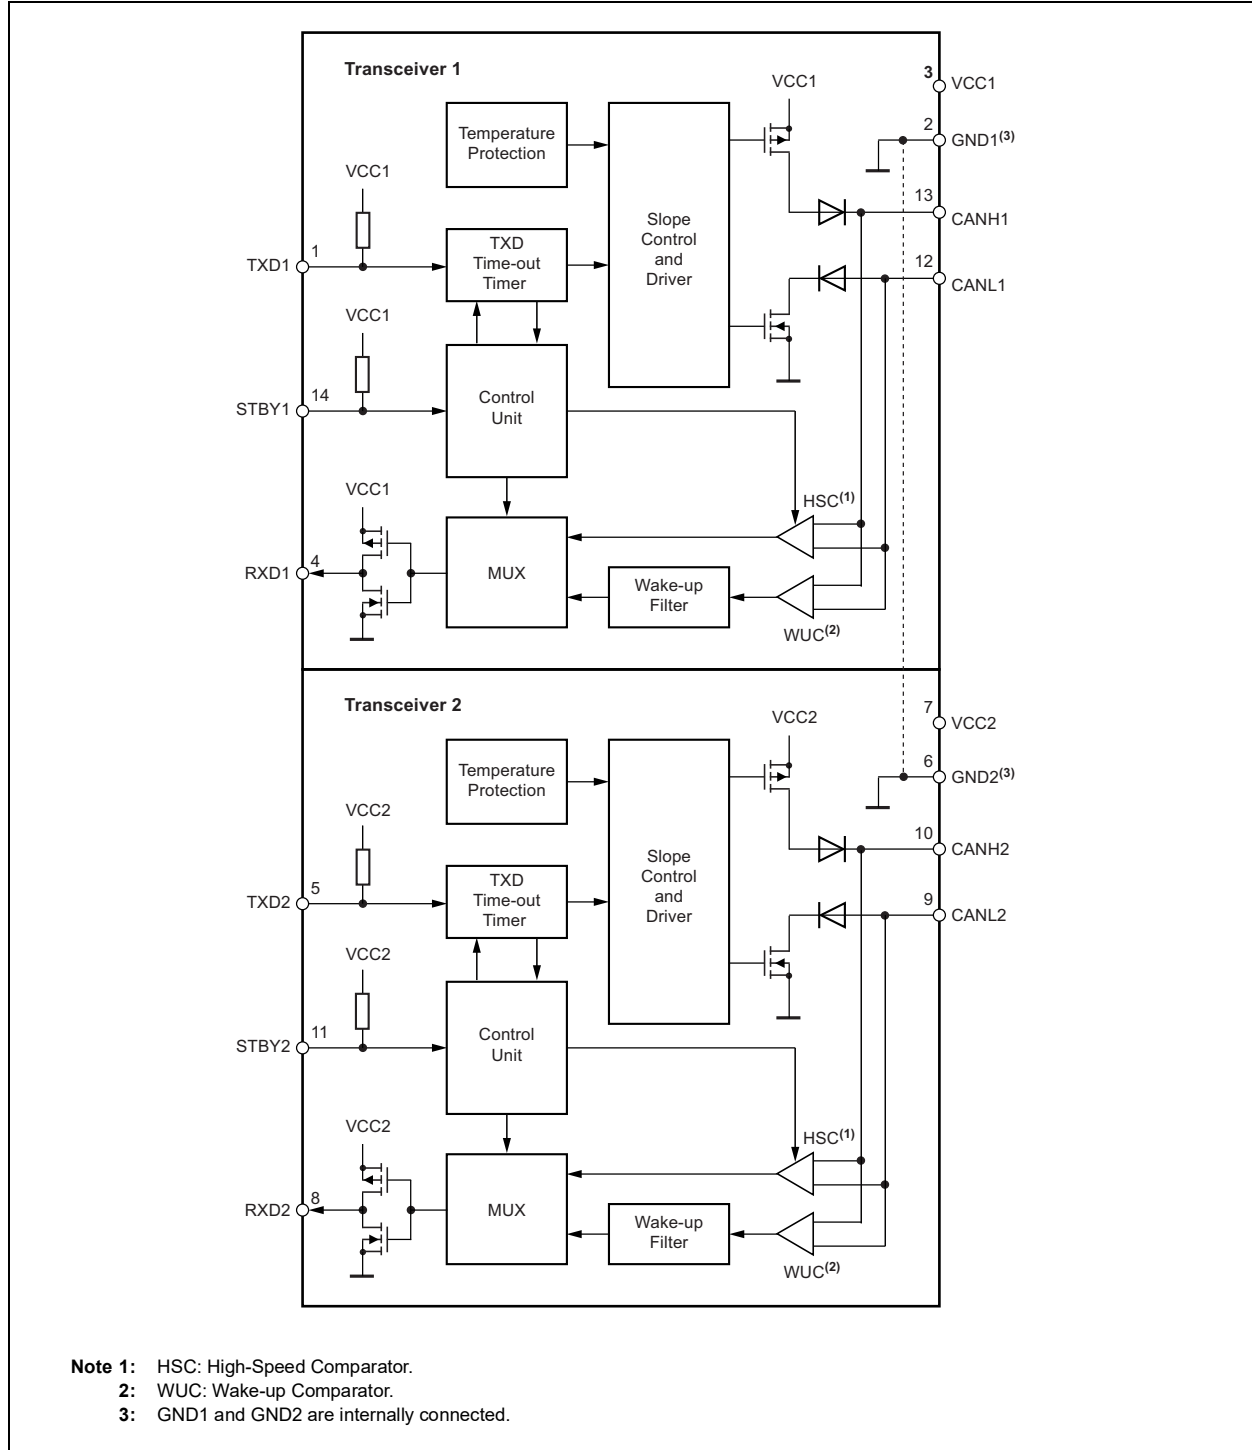 Transceiver 1
VCC1
3
VCC1
2
GND1(3)
Temperature
Protection
VCC1
13
CANH1
Slope
Control
and
Driver
TXD
Time-out
Timer
TXD1
1
12
CANL1
VCC1
STBY1
14
Control
Unit
VCC1
HSC(1)
RXD1
4
MUX
Wake-up
Filter
WUC(2)
Transceiver 2
VCC2
7
VCC2
6
GND2(3)
Temperature
Protection
VCC2
10
CANH2
Slope
Control
and
Driver
TXD
Time-out
Timer
TXD2
5
9
CANL2
VCC2
STBY2
11
Control
Unit
VCC2
HSC(1)
RXD2
8
MUX
Wake-up
Filter
WUC(2)
Note 1: HSC: High-Speed Comparator.
2: WUC: Wake-up Comparator.
3: GND1 and GND2 are internally connected.